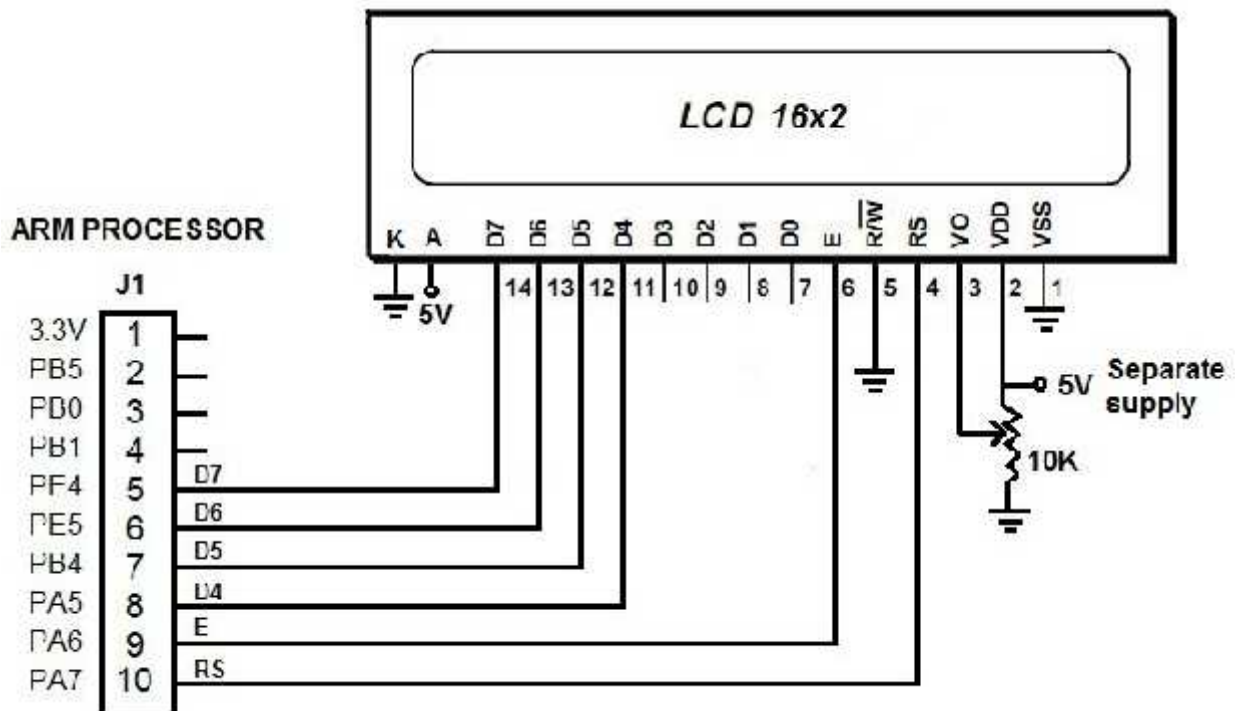 LCD 16x2
ARM PROCESSOR
K A D7 D6 D5 D4 D3 D2 D1 D0 E R/W RS VO VDD VSS
14 13 12 11 10 9 8 7 6 5 4 3 2 1
5V
J1
3.3V 1
PB5 2
PB0 3
PB1 4
5V Separate
supply
10K
5 D7
PE5 6 D6
PB4 7 D5
PA5 8 D4
PA6 9 E
PA7 10 RS